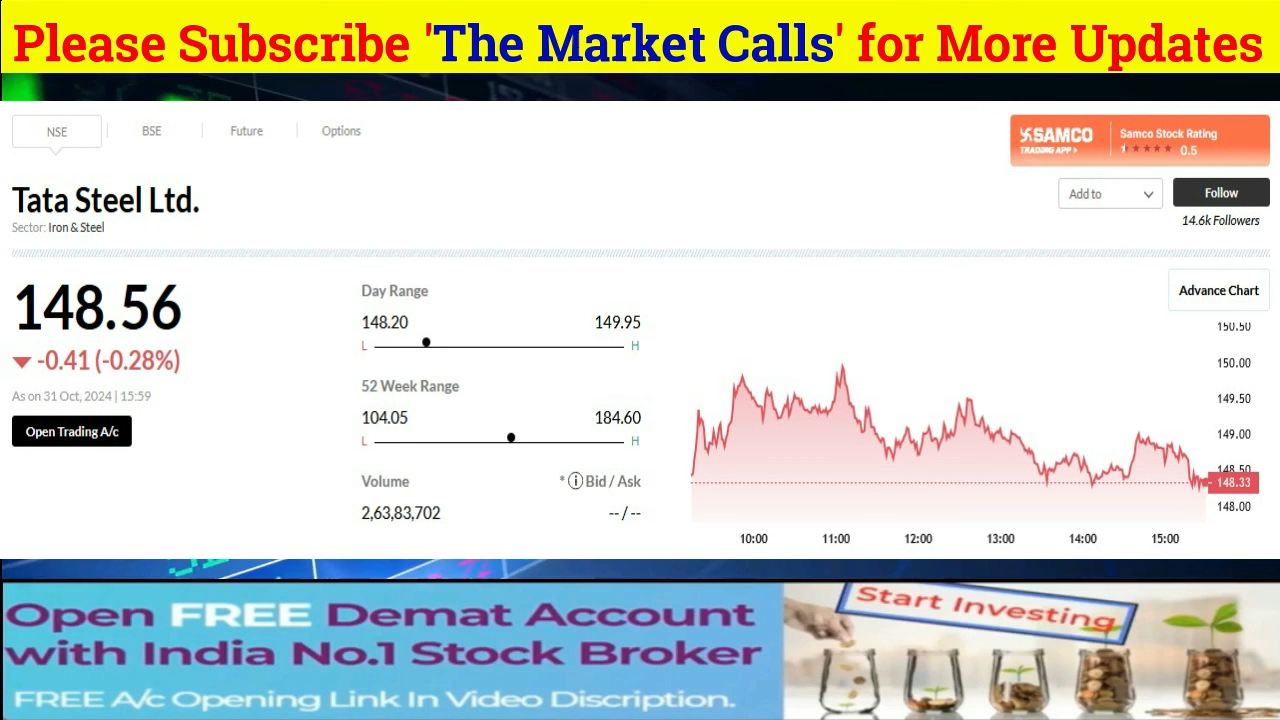 Please Subscribe 'The Market Calls' for More Updates
NSE
BSE
Future
Options
SAMCO
TRADING APP
Samco Stock Rating
0.5
Tata Steel Ltd.
Sector: Iron & Steel
Add to
Follow
14.6k Followers
148.56
-0.41 (-0.28%)
As on 31 Oct, 2024 | 15:59
Open Trading A/c
Day Range
148.20 149.95
L H
52 Week Range
104.05 184.60
L H
Volume * i Bid / Ask
2,63,83,702 -- / --
Advance Chart
150.50
150.00
149.50
149.00
148.50
148.33
148.00
10:00 11:00 12:00 13:00 14:00 15:00
Open FREE Demat Account
with India No.1 Stock Broker
FREE A/c Opening Link In Video Discription.
Start Investing